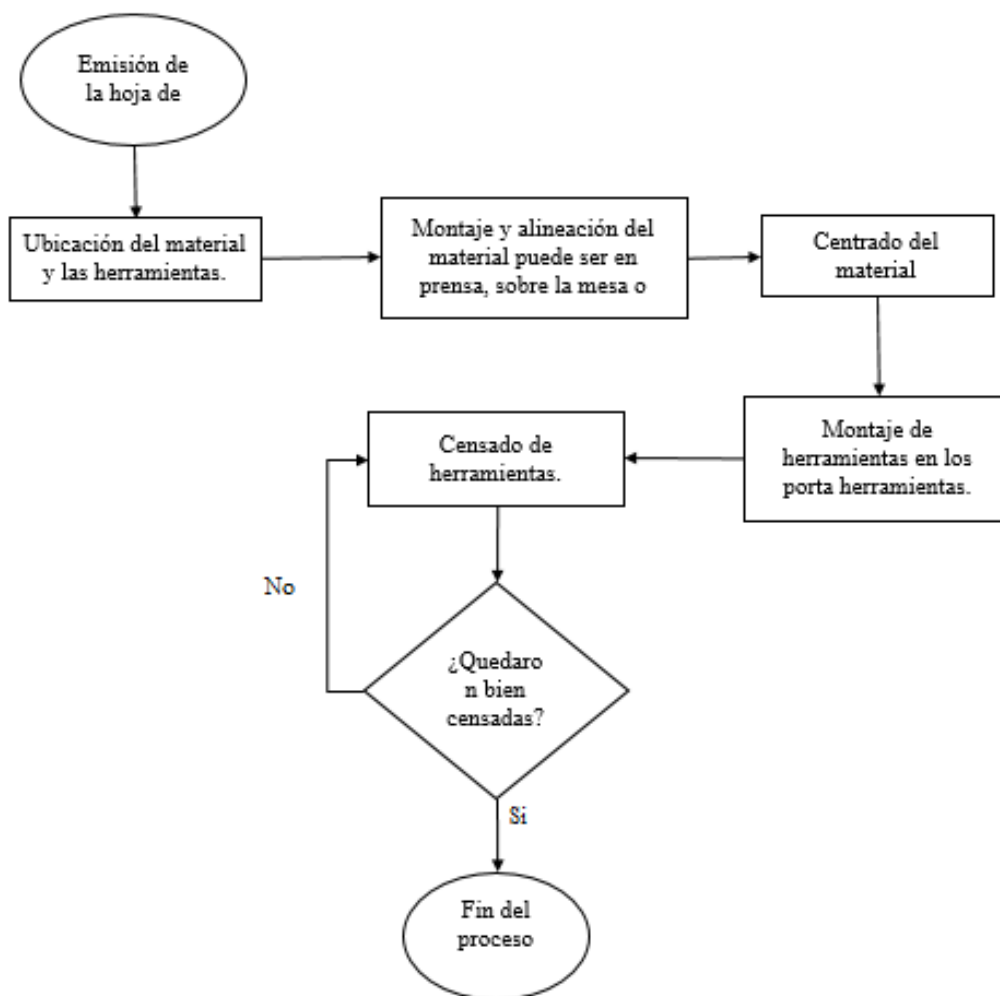 Emisión de
la hoja de
Ubicación del material
y las herramientas.
Montaje y alineación del
material puede ser en
prensa, sobre la mesa o
Centrado del
material
Montaje de
herramientas en los
porta herramientas.
Censado de
herramientas.
No
¿Quedaro
n bien
censadas?
Si
Fin del
proceso